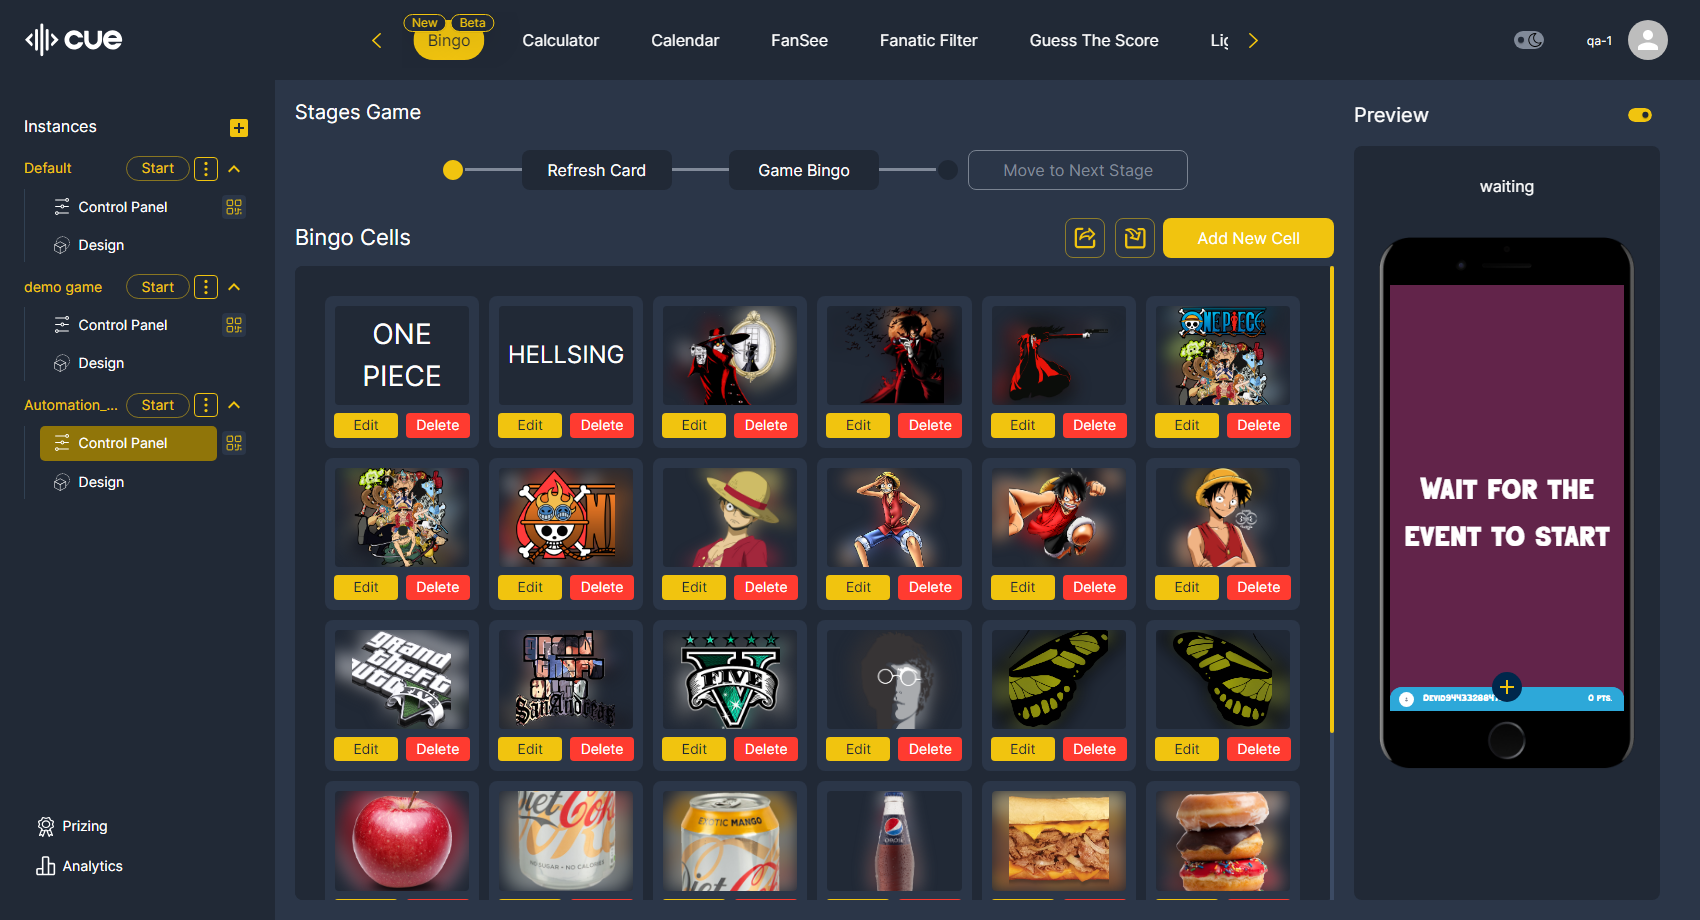 cue
New
Beta
Bingo
Calculator
Calendar
FanSee
Fanatic Filter
Guess The Score
Lig
qa-1
Instances
Default
Start
Control Panel
Design
demo game
Start
Control Panel
Design
Automation_...
Start
Control Panel
Design
Prizing
Analytics
Stages Game
Refresh Card
Game Bingo
Move to Next Stage
Bingo Cells
Add New Cell
ONE
PIECE
HELLSING
ONE PIECE
Edit Delete Edit Delete Edit Delete Edit Delete Edit Delete Edit Delete
Edit Delete Edit Delete Edit Delete Edit Delete Edit Delete Edit Delete
grand
theft
FIVE
grand
theft
auto
San Andreas
V
FIVE
Edit Delete Edit Delete Edit Delete Edit Delete Edit Delete Edit Delete
Diet
Coke
NO SUGAR • NO CALORIES
EXOTIC MANGO
Diet Co
pepsi
Preview
waiting
WAIT FOR THE
EVENT TO START
1
0 PTS.